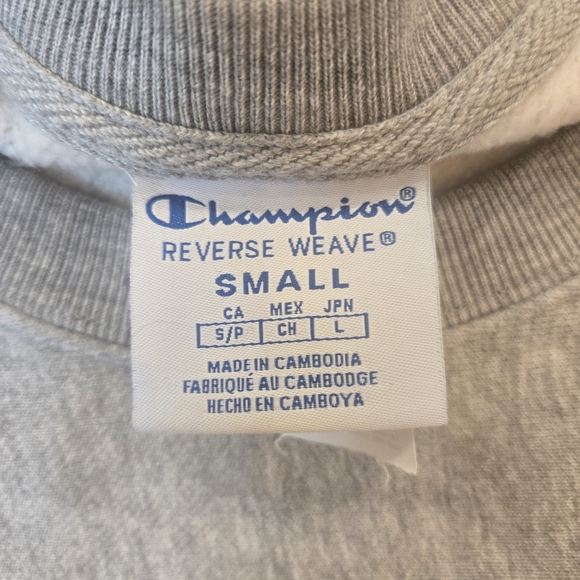 Champion®
REVERSE WEAVE®
SMALL
CA MEX JPN
S/P CH L
MADE IN CAMBODIA
FABRIQUÉ AU CAMBODGE
HECHO EN CAMBOYA